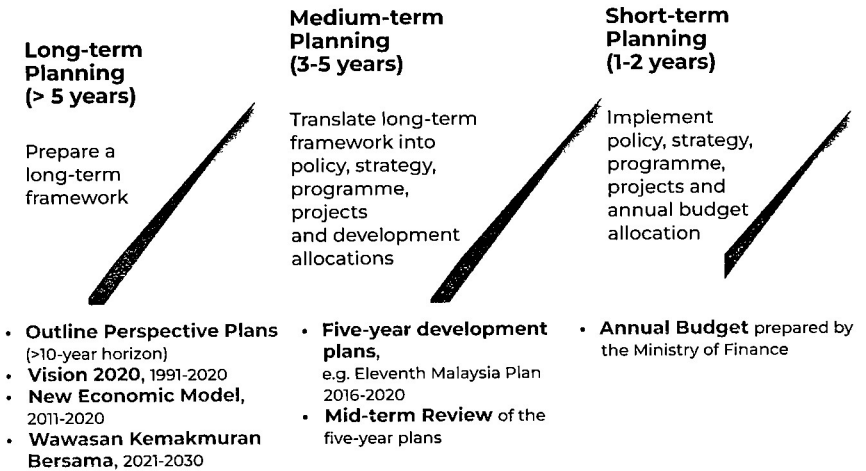 Long-term
Planning
(> 5 years)
Prepare a
long-term
framework
• Outline Perspective Plans
(>10-year horizon)
• Vision 2020, 1991-2020
• New Economic Model,
2011-2020
• Wawasan Kemakmuran
Bersama, 2021-2030
Medium-term
Planning
(3-5 years)
Translate long-term
framework into
policy, strategy,
programme,
projects
and development
allocations
• Five-year development
plans,
e.g. Eleventh Malaysia Plan
2016-2020
• Mid-term Review of the
five-year plans
Short-term
Planning
(1-2 years)
Implement
policy, strategy,
programme,
projects and
annual budget
allocation
• Annual Budget prepared by
the Ministry of Finance